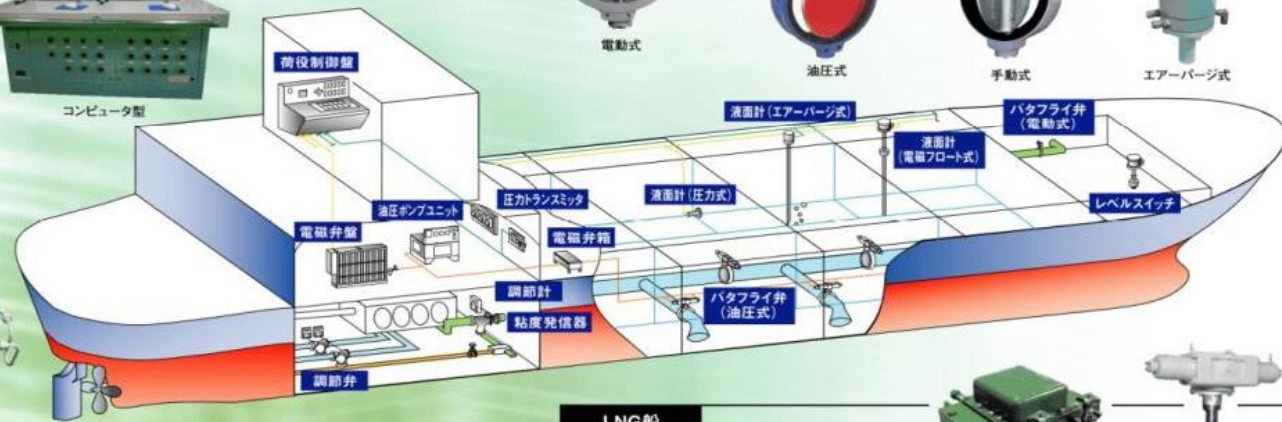 電動式
油圧式
手動式
エアーパージ式
コンピュータ型
荷役制御盤
液面計(エアーパージ式)
バタフライ弁
(電動式)
液面計
(電磁フロート式)
液面計(圧力式)
レベルスイッチ
圧力トランスミッタ
油圧ポンプユニット
電磁弁盤
電磁弁箱
調節計
バタフライ弁
(油圧式)
粘度発信器
調節弁
LNG船